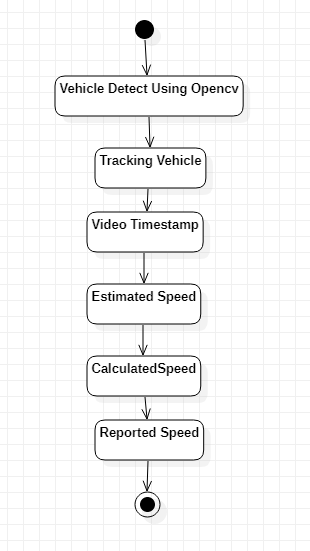 Vehicle Detect Using Opencv
Tracking Vehicle
Video Timestamp
Estimated Speed
CalculatedSpeed
Reported Speed